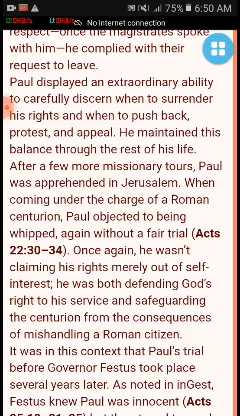 O: 0KB/s U: 0KB/s 75% 6:50 AM
No internet connection
respect—once the magistrates spoke
with him—he complied with their
request to leave.
Paul displayed an extraordinary ability
to carefully discern when to surrender
his rights and when to push back,
protest, and appeal. He maintained this
balance through the rest of his life.
After a few more missionary tours, Paul
was apprehended in Jerusalem. When
coming under the charge of a Roman
centurion, Paul objected to being
whipped, again without a fair trial (Acts
22:30–34). Once again, he wasn't
claiming his rights merely out of self-
interest; he was both defending God's
right to his service and safeguarding
the centurion from the consequences
of mishandling a Roman citizen.
It was in this context that Paul's trial
before Governor Festus took place
several years later. As noted in inGest,
Festus knew Paul was innocent (Acts